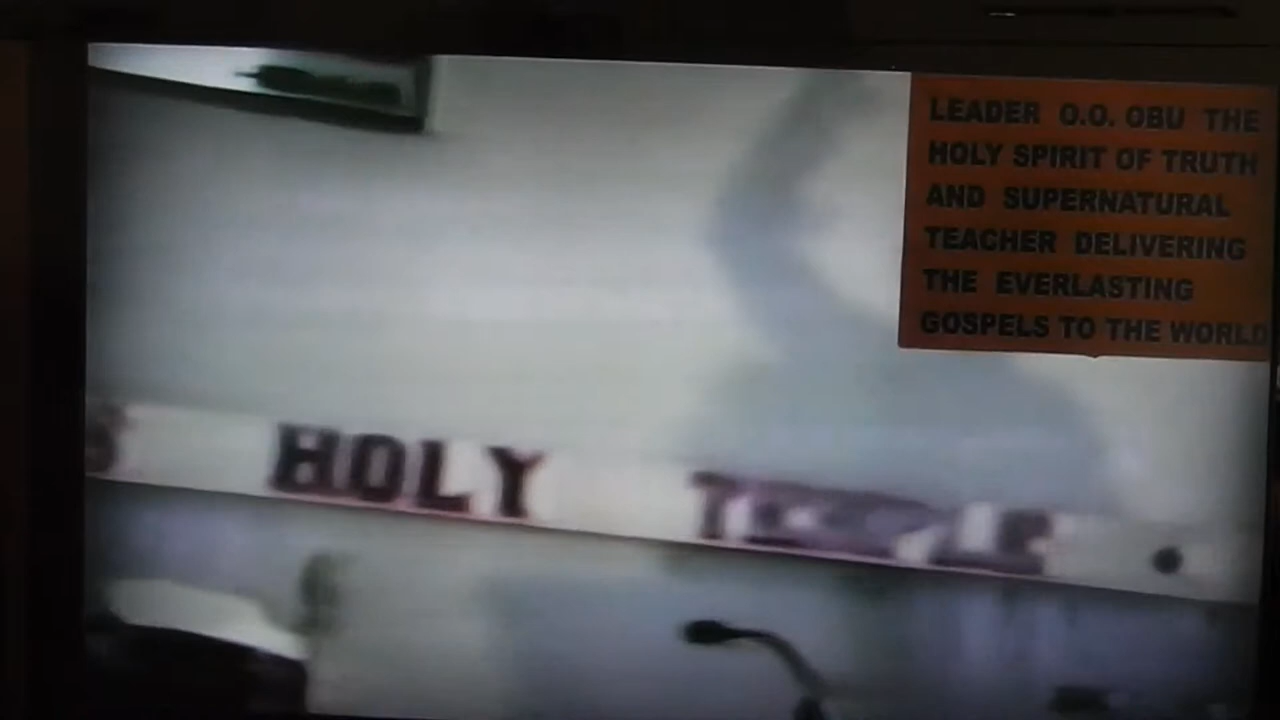 LEADER O.O. OBU THE
HOLY SPIRIT OF TRUTH
AND SUPERNATURAL
TEACHER DELIVERING
THE EVERLASTING
GOSPELS TO THE WORLD
HOLY